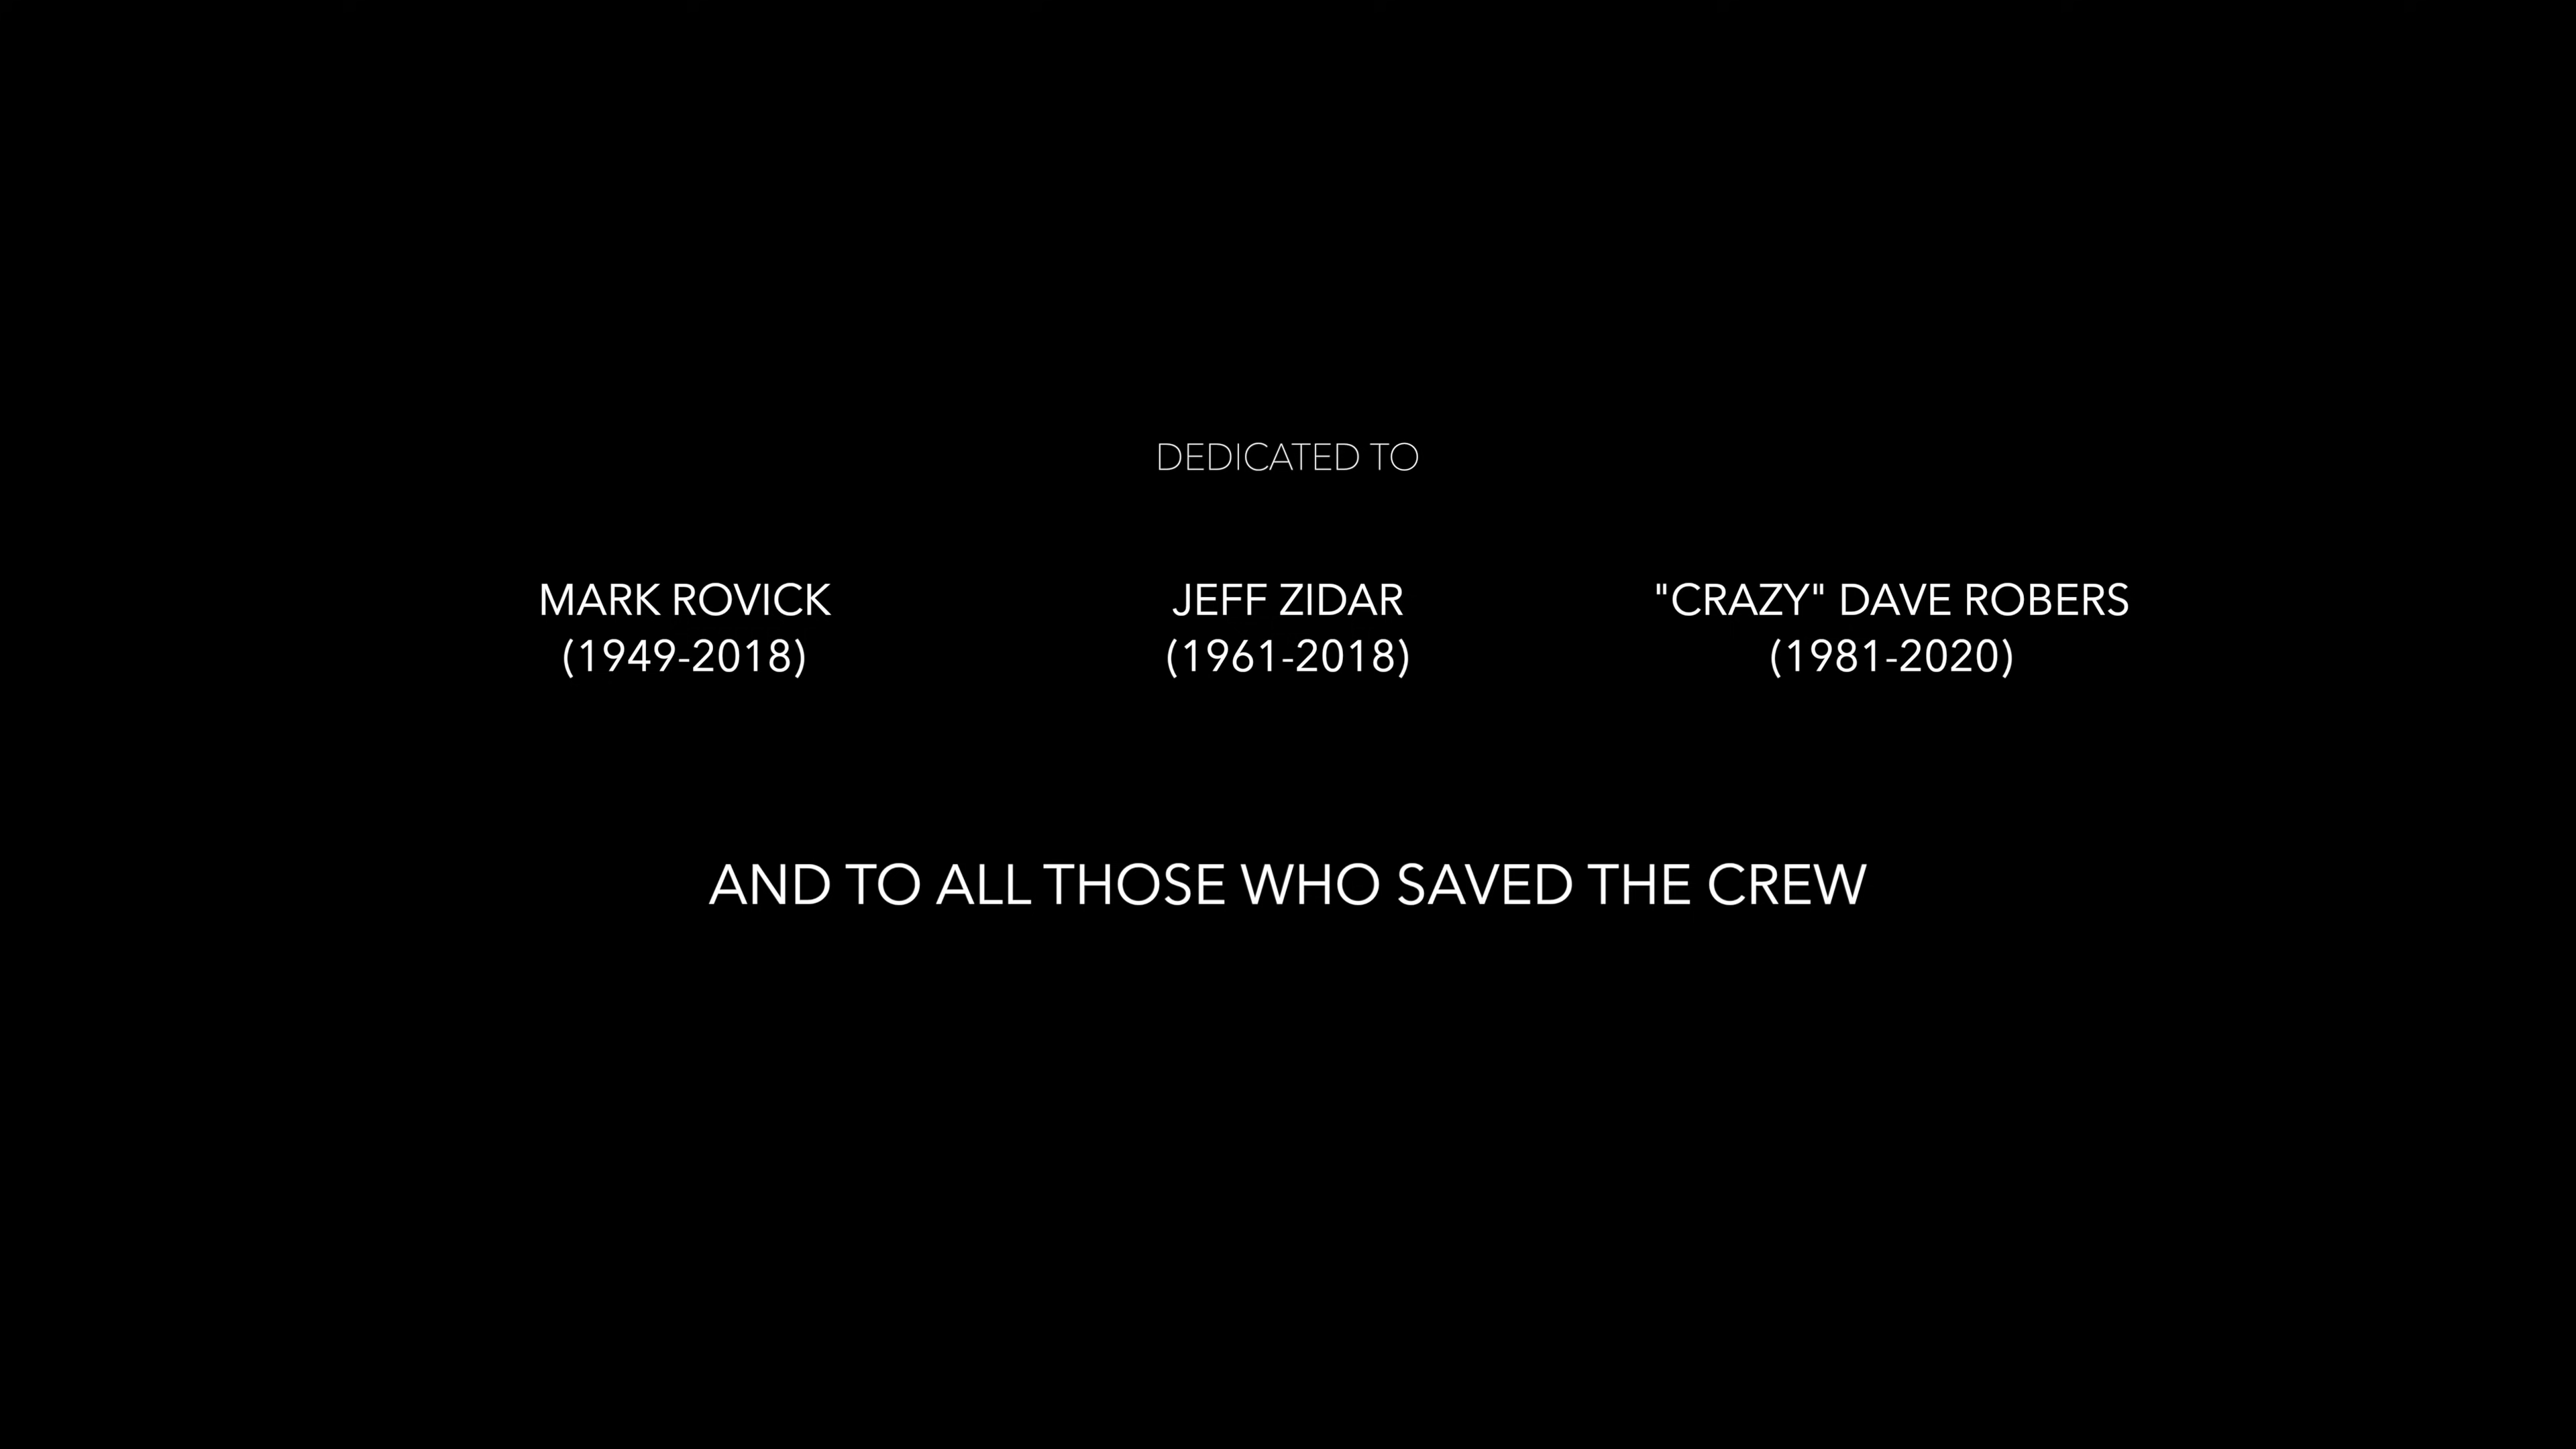 DEDICATED TO
MARK ROVICK
(1949-2018)
JEFF ZIDAR
(1961-2018)
"CRAZY" DAVE ROBERS
(1981-2020)
AND TO ALL THOSE WHO SAVED THE CREW